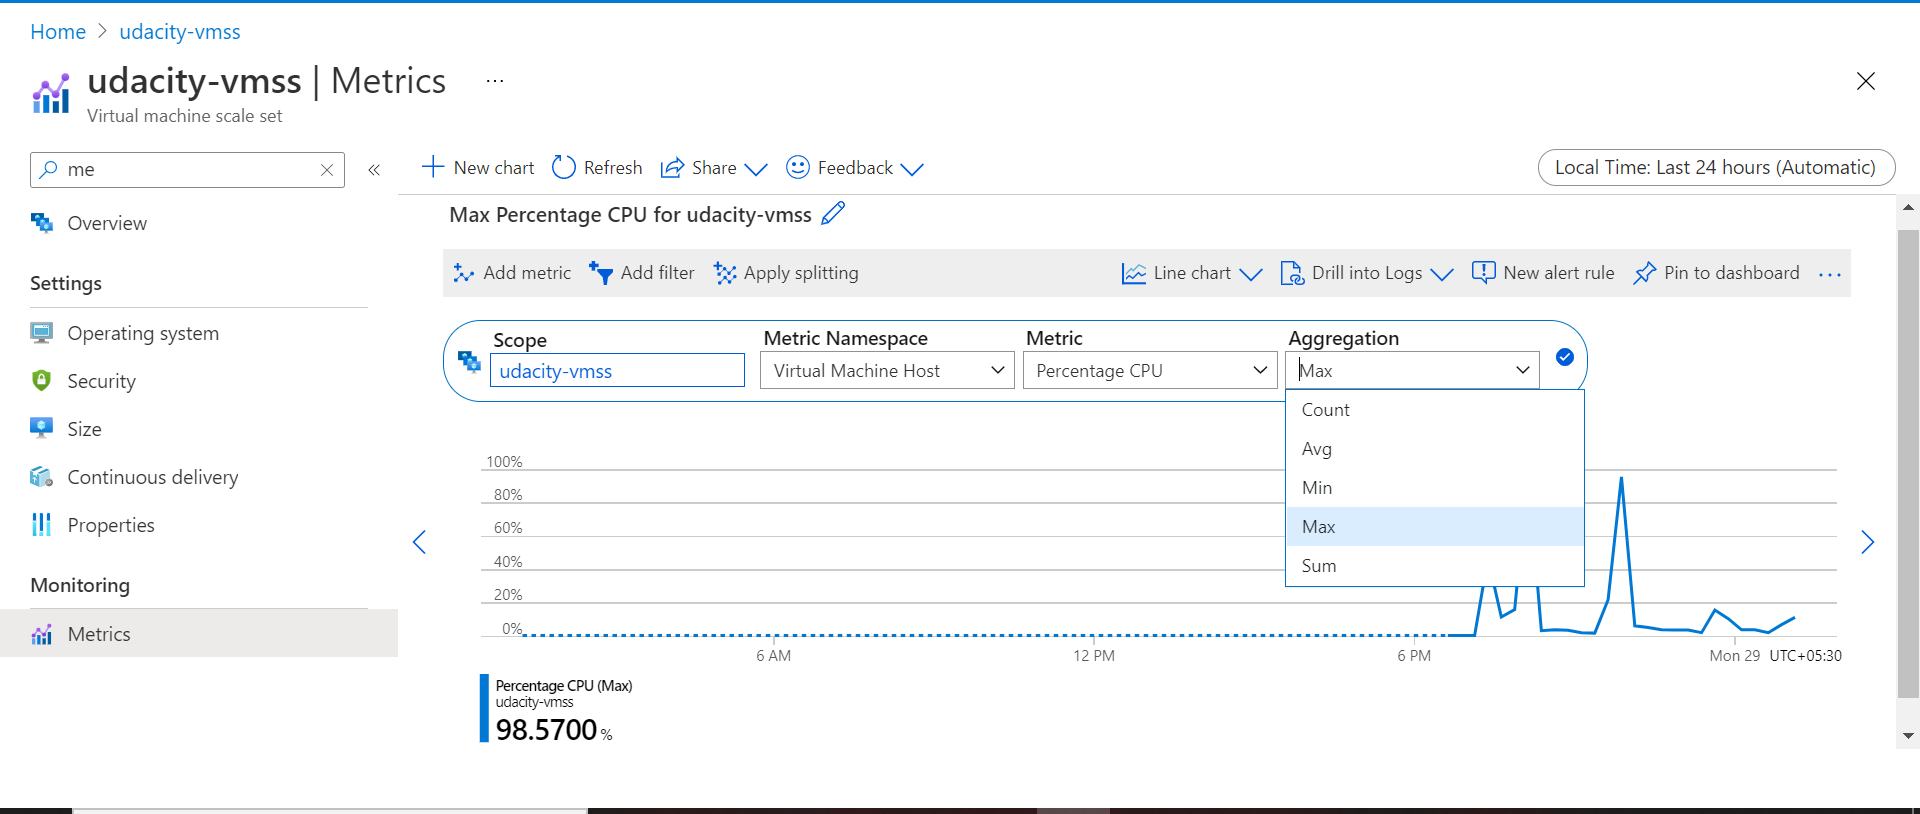 Home > udacity-vmss
udacity-vmss | Metrics ...
Virtual machine scale set
me
«
New chart Refresh Share Feedback
Local Time: Last 24 hours (Automatic)
Overview
Settings
Operating system
Security
Size
Continuous delivery
Properties
Monitoring
Metrics
Max Percentage CPU for udacity-vmss
Add metric Add filter Apply splitting Line chart Drill into Logs New alert rule Pin to dashboard ...
Scope Metric Namespace Metric Aggregation
udacity-vmss Virtual Machine Host Percentage CPU Max
Count
Avg
Min
Max
Sum
100%
80%
60%
40%
20%
0%
6 AM 12 PM 6 PM Mon 29 UTC+05:30
Percentage CPU (Max)
udacity-vmss
98.5700 %